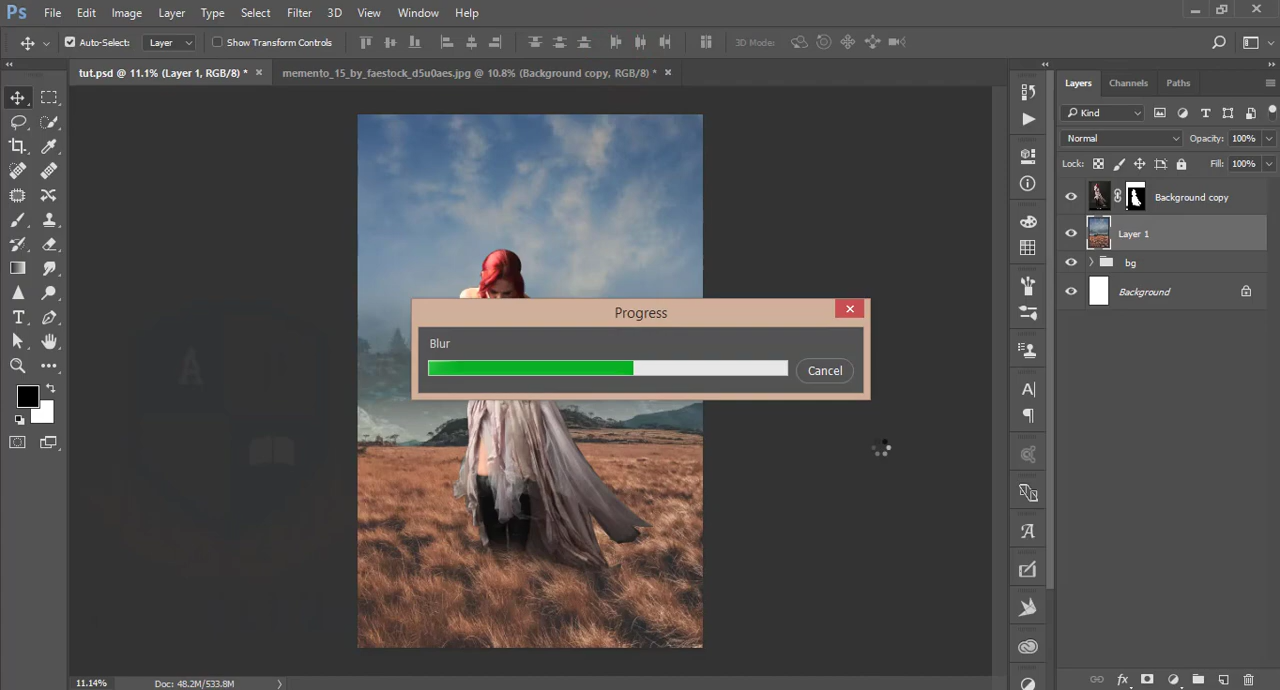 Ps File Edit Image Layer Type Select Filter 3D View Window Help
Auto-Select: Layer Show Transform Controls 3D Mode:
tut.psd @ 11.1% (Layer 1, RGB/8) * × memento_15_by_faestock_d5u0aes.jpg @ 10.8% (Background copy, RGB/8) * ×
Layers Channels Paths
Kind
Normal Opacity: 100%
Lock: Fill: 100%
Background copy
Layer 1
bg
Background
Progress
Blur
Cancel
A
11.14% Doc: 48.2M/533.8M